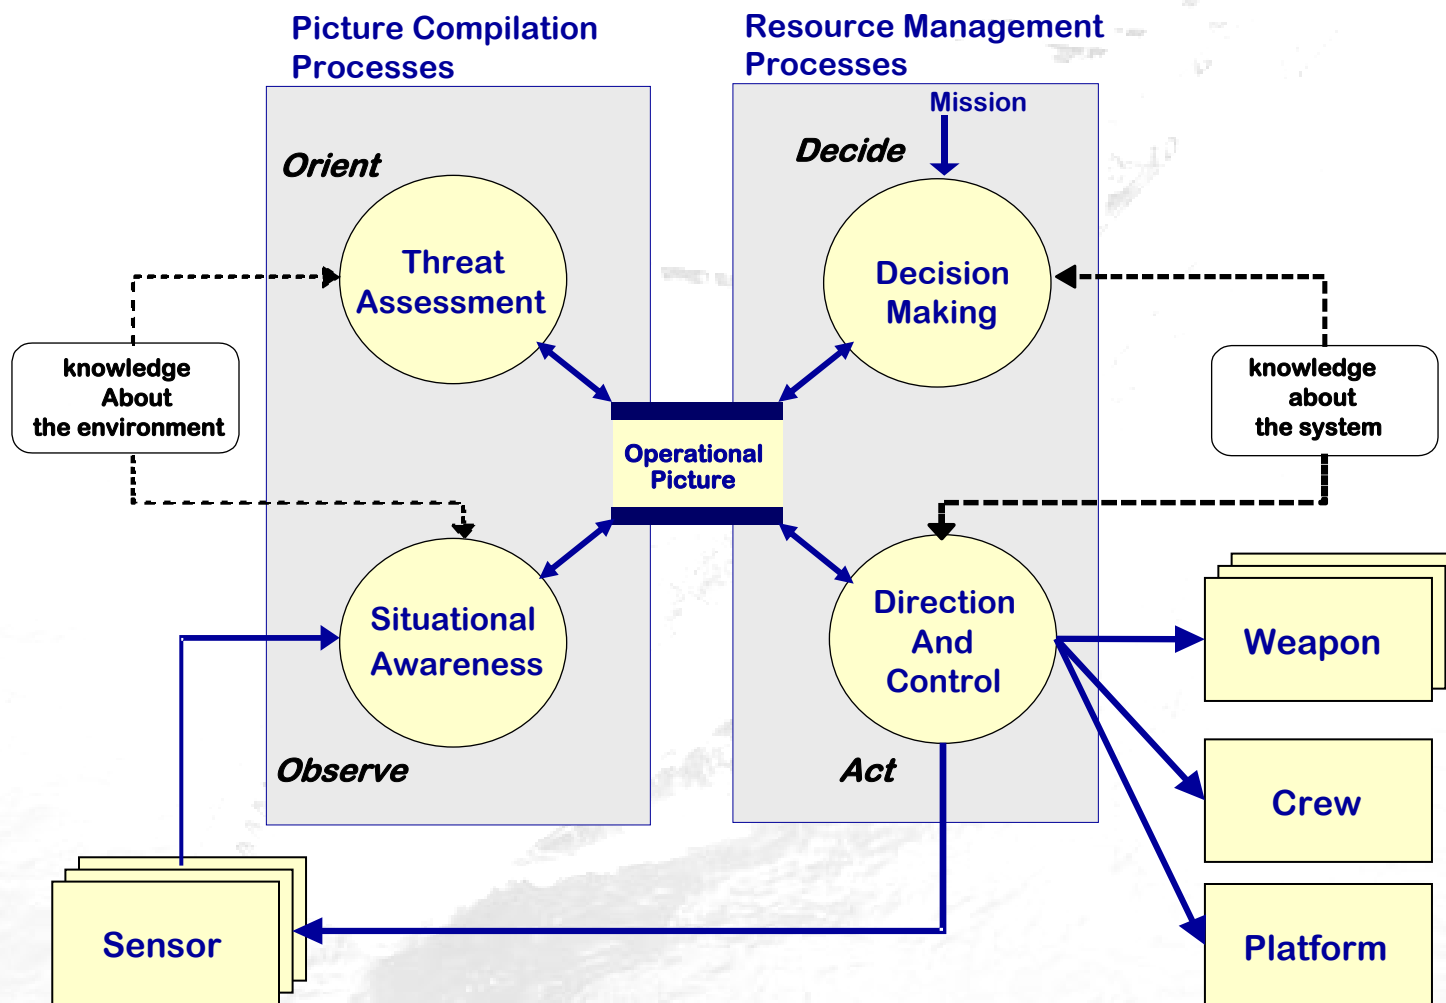 Picture Compilation
Processes
Resource Management
Processes
Mission
Orient
Decide
Threat
Assessment
Decision
Making
knowledge
About
the environment
knowledge
about
the system
Operational
Picture
Situational
Awareness
Direction
And
Control
Weapon
Observe
Act
Crew
Sensor
Platform